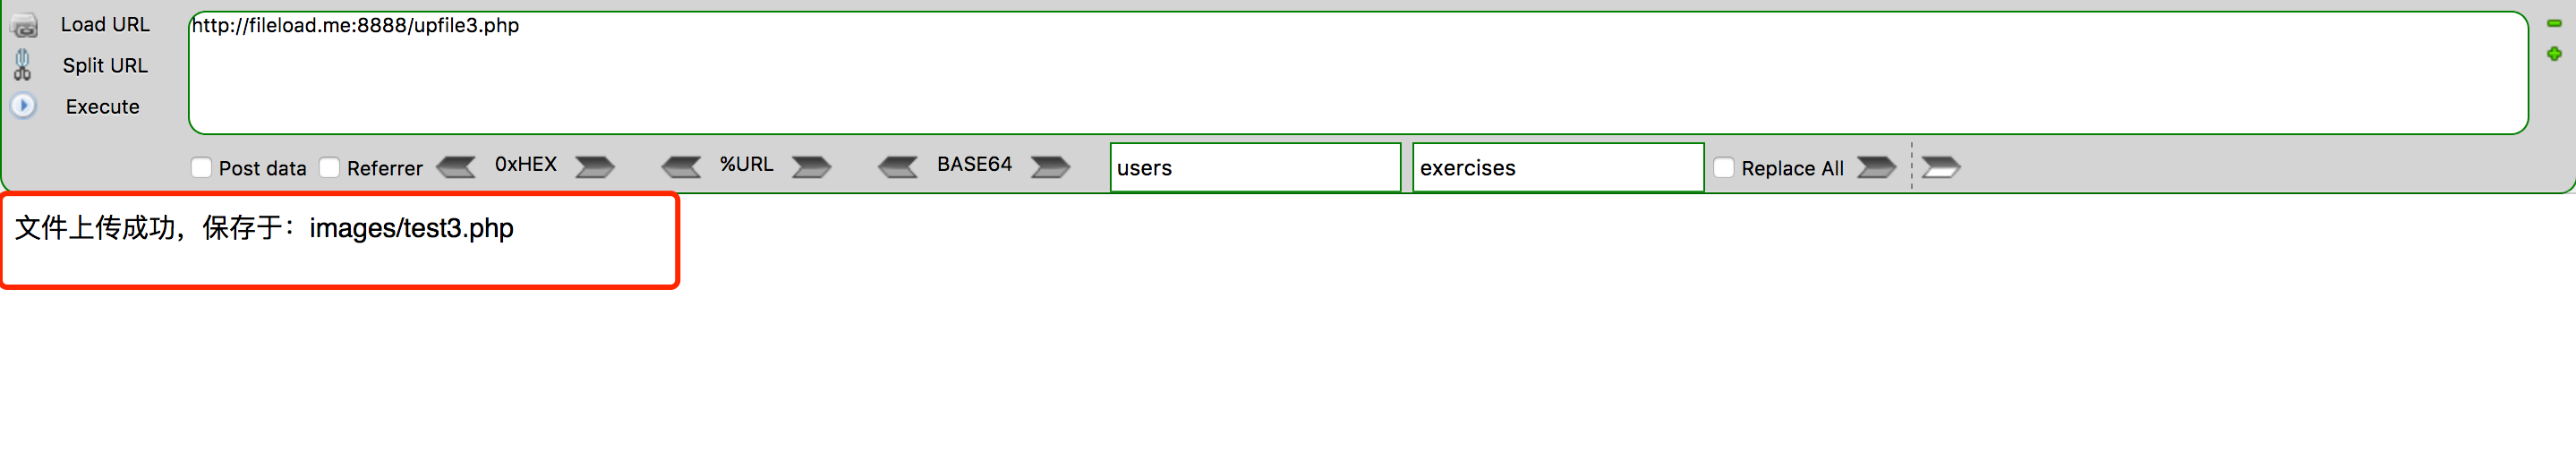 Load URL
http://fileload.me:8888/upfile3.php
Split URL
Execute
Post data Referrer 0xHEX %URL BASE64 users exercises Replace All
文件上传成功，保存于：images/test3.php